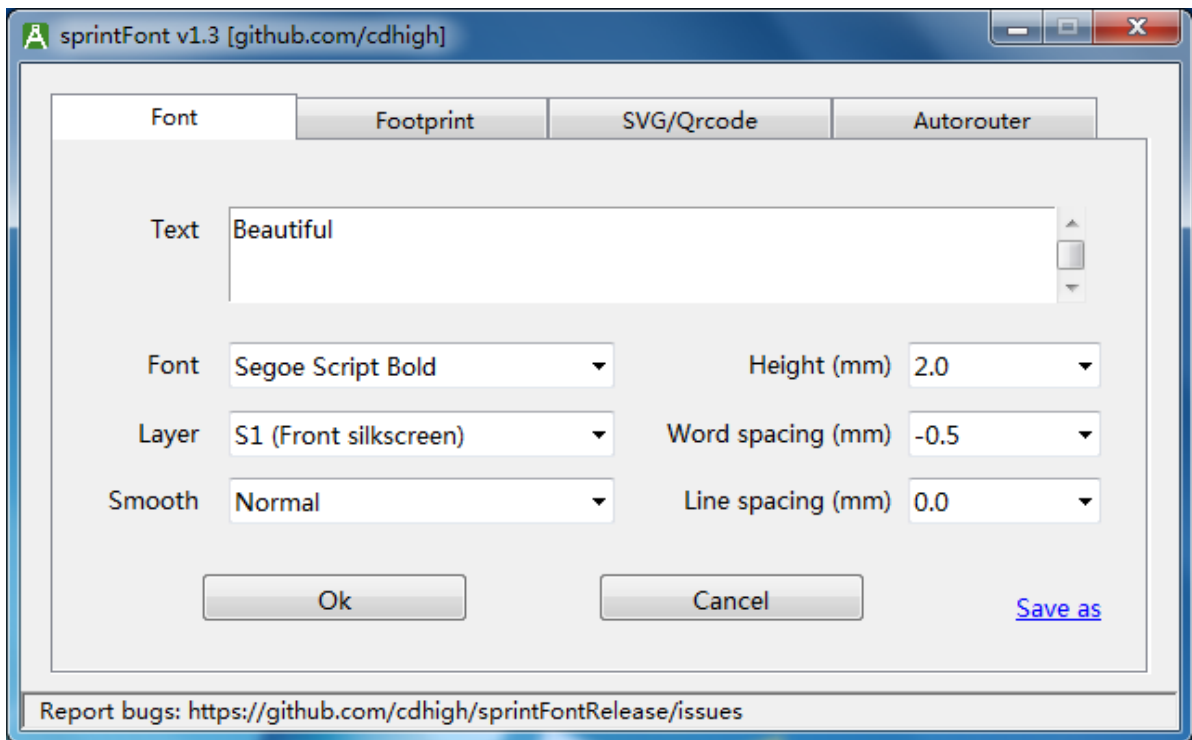 sprintFont v1.3 [github.com/cdhigh]
Font Footprint SVG/Qrcode Autorouter
Text Beautiful
Font Segoe Script Bold Height (mm) 2.0
Layer S1 (Front silkscreen) Word spacing (mm) -0.5
Smooth Normal Line spacing (mm) 0.0
Ok Cancel Save as
Report bugs: https://github.com/cdhigh/sprintFontRelease/issues